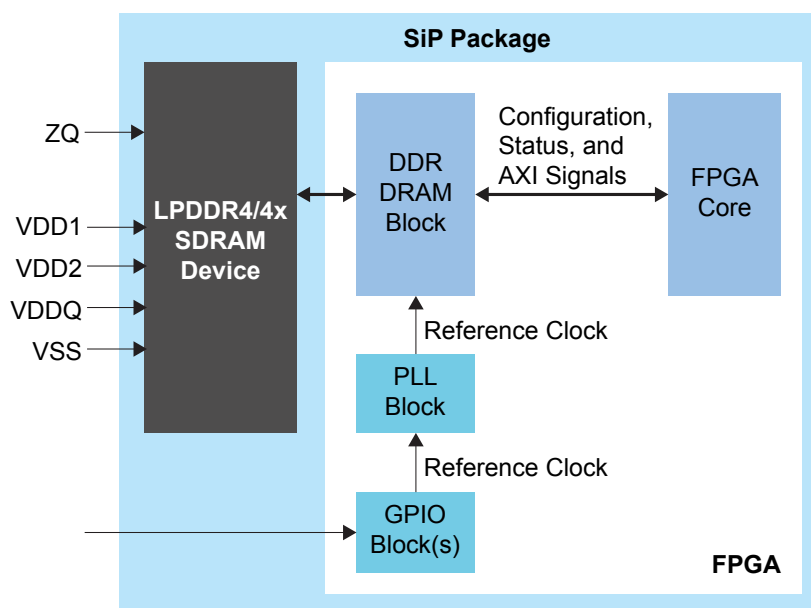 SiP Package
ZQ
VDD1
VDD2
VDDQ
VSS
LPDDR4/4x
SDRAM
Device
DDR
DRAM
Block
Configuration,
Status, and
AXI Signals
FPGA
Core
Reference Clock
PLL
Block
Reference Clock
GPIO
Block(s)
FPGA